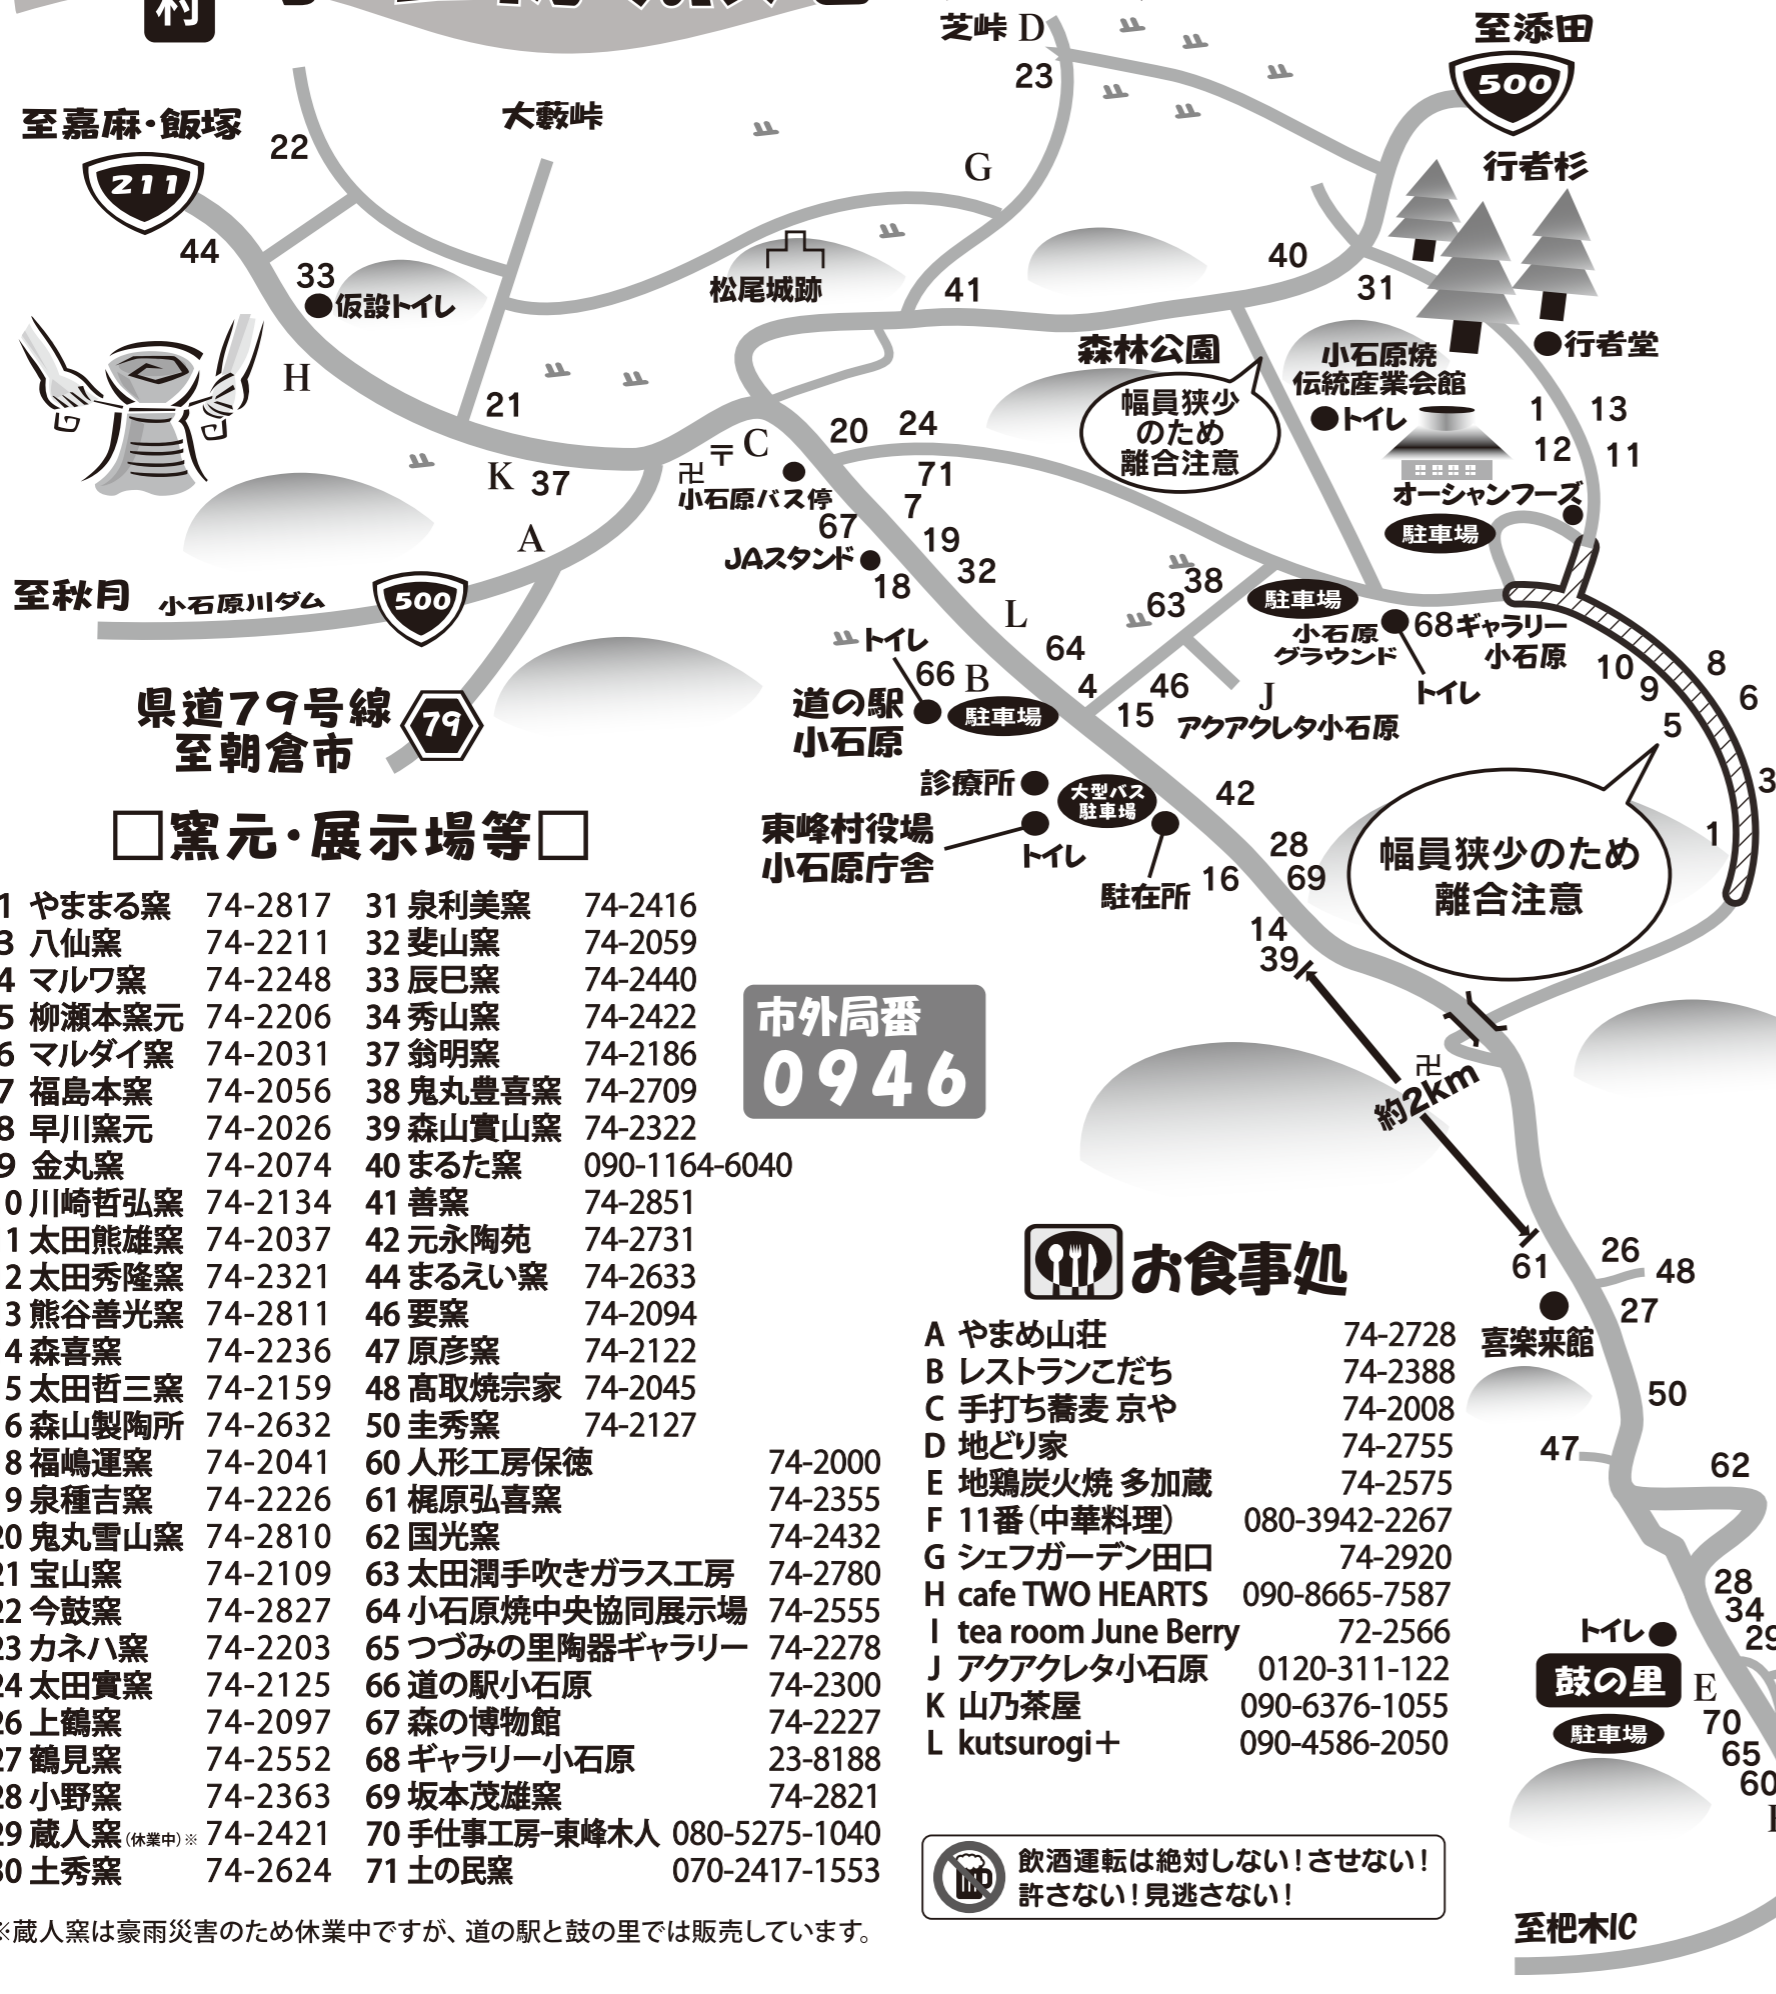 村
芝峠 D
23
至添田
500
行者杉
至嘉麻・飯塚
211
22
大藪峠
G
44
33
仮設トイレ
松尾城跡
41
40
31
行者堂
森林公園
小石原焼
伝統産業会館
トイレ
幅員狭少
のため
離合注意
H
21
20
24
1
13
12
11
〒
C
卍
小石原バス停
71
7
オーシャンフーズ
駐車場
K
37
A
67
JAスタンド
18
19
32
至秋月
小石原川ダム
500
38
63
駐車場
小石原
グラウンド
68ギャラリー
小石原
トイレ
L
64
トイレ
66
B
道の駅
小石原
駐車場
4
46
15
J
アクアクレタ小石原
10
9
8
6
5
3
1
県道79号線
至朝倉市
79
診療所
大型バス
駐車場
東峰村役場
小石原庁舎
トイレ
駐在所
42
28
16
69
14
39
幅員狭少のため
離合注意
卍
約2km
61
26
48
27
喜楽来館
50
47
62
28
34
29
トイレ
鼓の里
駐車場
E
70
65
60
至杷木IC
□窯元・展示場等□
1 やままる窯 74-2817
3 八仙窯 74-2211
4 マルワ窯 74-2248
5 柳瀬本窯元 74-2206
6 マルダイ窯 74-2031
7 福島本窯 74-2056
8 早川窯元 74-2026
9 金丸窯 74-2074
0 川崎哲弘窯 74-2134
1 太田熊雄窯 74-2037
2 太田秀隆窯 74-2321
3 熊谷善光窯 74-2811
4 森喜窯 74-2236
5 太田哲三窯 74-2159
6 森山製陶所 74-2632
8 福嶋運窯 74-2041
9 泉種吉窯 74-2226
20 鬼丸雪山窯 74-2810
21 宝山窯 74-2109
22 今鼓窯 74-2827
23 カネハ窯 74-2203
24 太田實窯 74-2125
26 上鶴窯 74-2097
27 鶴見窯 74-2552
28 小野窯 74-2363
29 蔵人窯(休業中)※ 74-2421
30 土秀窯 74-2624
31 泉利美窯 74-2416
32 斐山窯 74-2059
33 辰巳窯 74-2440
34 秀山窯 74-2422
37 翁明窯 74-2186
38 鬼丸豊喜窯 74-2709
39 森山實山窯 74-2322
40 まるた窯 090-1164-6040
41 善窯 74-2851
42 元永陶苑 74-2731
44 まるえい窯 74-2633
46 要窯 74-2094
47 原彦窯 74-2122
48 髙取焼宗家 74-2045
50 圭秀窯 74-2127
60 人形工房保徳 74-2000
61 梶原弘喜窯 74-2355
62 国光窯 74-2432
63 太田潤手吹きガラス工房 74-2780
64 小石原焼中央協同展示場 74-2555
65 つづみの里陶器ギャラリー 74-2278
66 道の駅小石原 74-2300
67 森の博物館 74-2227
68 ギャラリー小石原 23-8188
69 坂本茂雄窯 74-2821
70 手仕事工房-東峰木人 080-5275-1040
71 土の民窯 070-2417-1553
※蔵人窯は豪雨災害のため休業中ですが、道の駅と鼓の里では販売しています。
市外局番
0946
お食事処
A やまめ山荘 74-2728
B レストランこだち 74-2388
C 手打ち蕎麦 京や 74-2008
D 地どり家 74-2755
E 地鶏炭火焼 多加蔵 74-2575
F 11番(中華料理) 080-3942-2267
G シェフガーデン田口 74-2920
H cafe TWO HEARTS 090-8665-7587
I tea room June Berry 72-2566
J アクアクレタ小石原 0120-311-122
K 山乃茶屋 090-6376-1055
L kutsurogi＋ 090-4586-2050
飲酒運転は絶対しない!させない!
許さない!見逃さない!